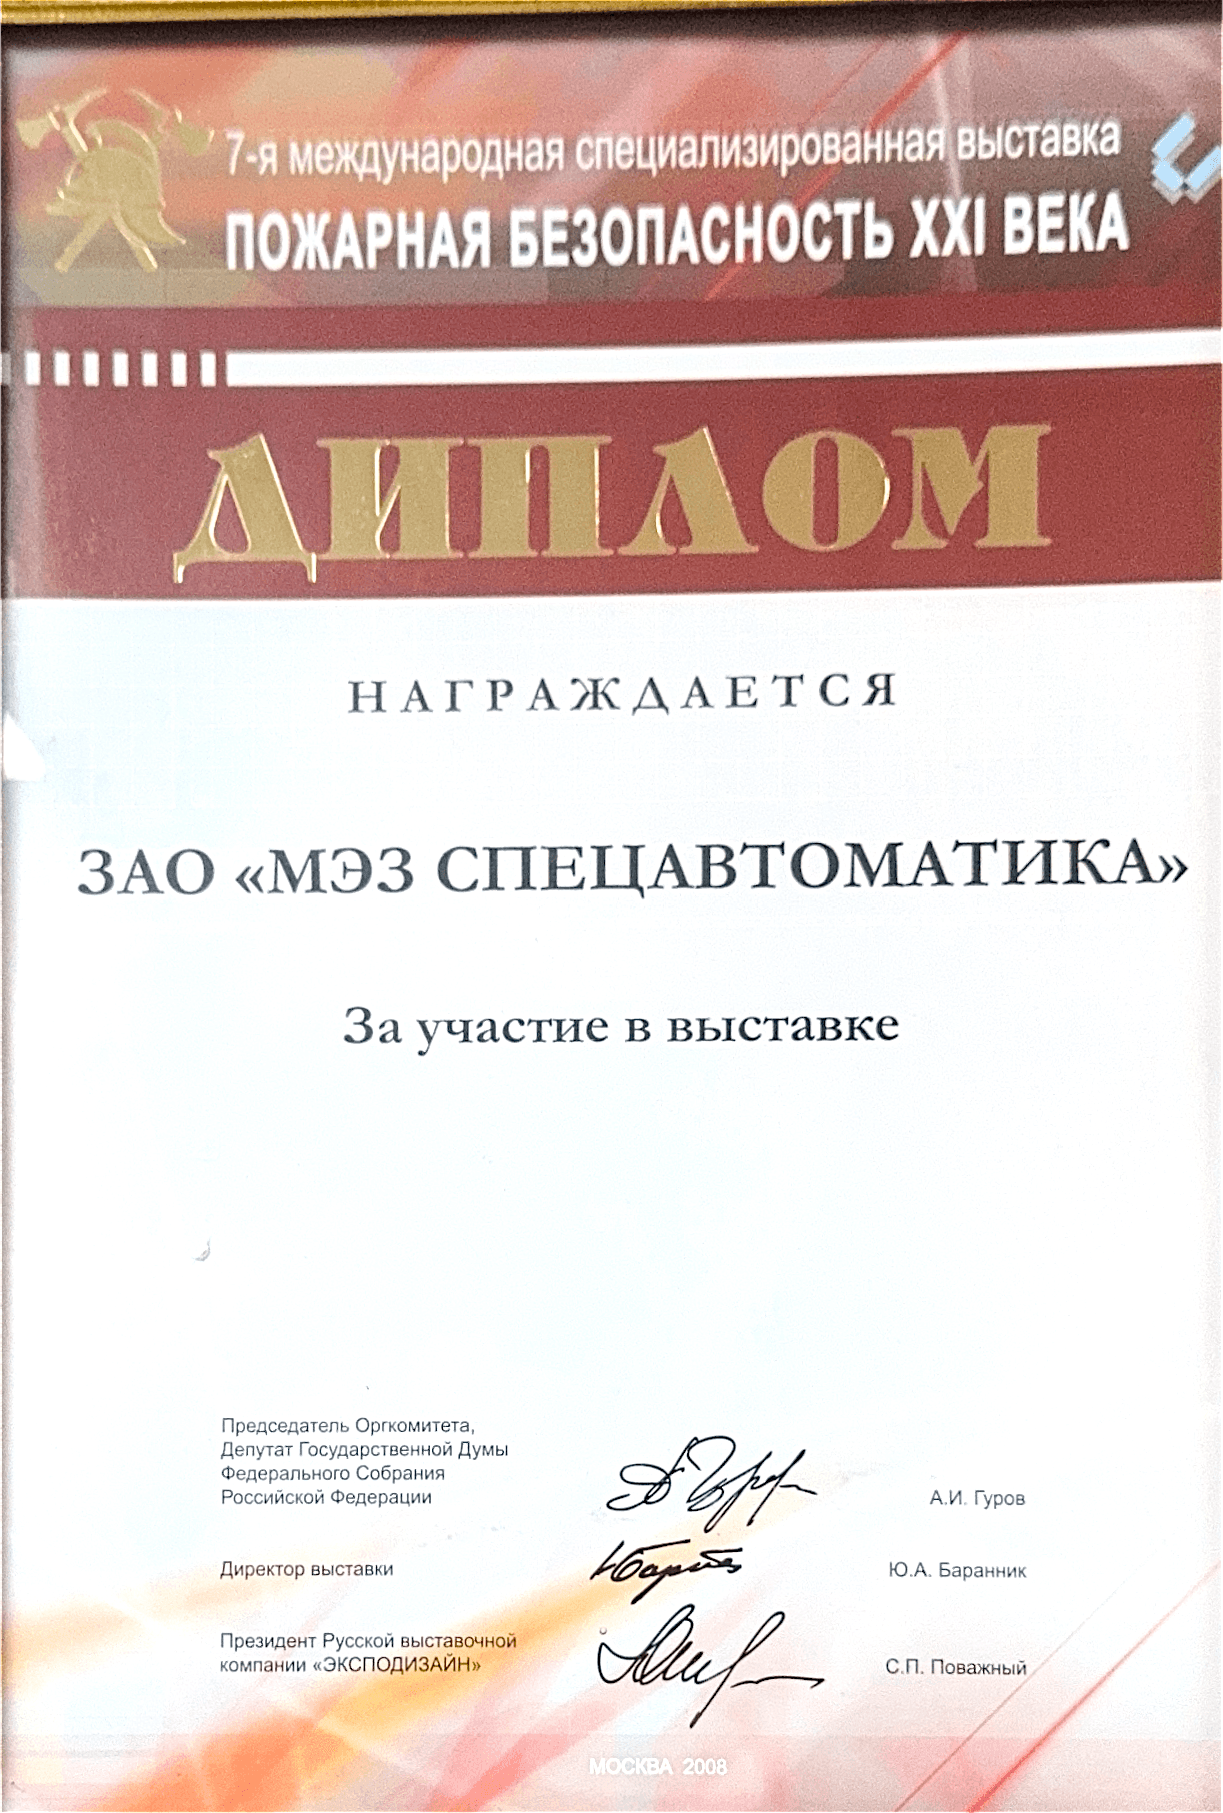 7-я международная специализированная выставка
ПОЖАРНАЯ БЕЗОПАСНОСТЬ XXI ВЕКА
ДИПЛОМ
НАГРАЖДАЕТСЯ
ЗАО «МЭЗ СПЕЦАВТОМАТИКА»
За участие в выставке
Председатель Оргкомитета,
Депутат Государственной Думы
Федерального Собрания
Российской Федерации
А.И. Гуров
Директор выставки
Ю.А. Баранник
Президент Русской выставочной
компании «ЭКСПОДИЗАЙН»
С.П. Поважный
МОСКВА 2008